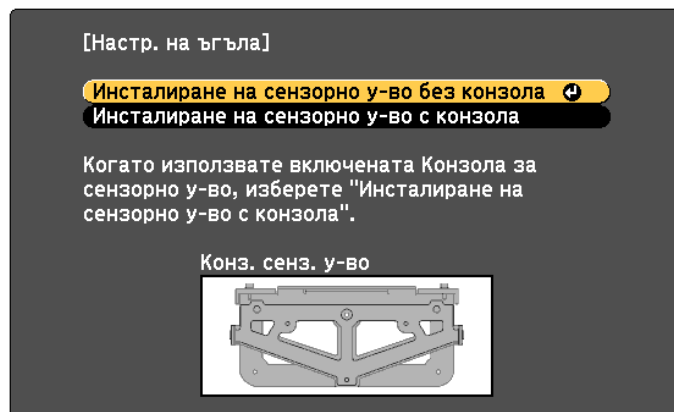 [Настр. на ъгъла]
Инсталиране на сензорно у-во без конзола
Инсталиране на сензорно у-во с конзола
Когато използвате включената Конзола за
сензорно у-во, изберете "Инсталиране на
сензорно у-во с конзола".
Конз. сенз. у-во